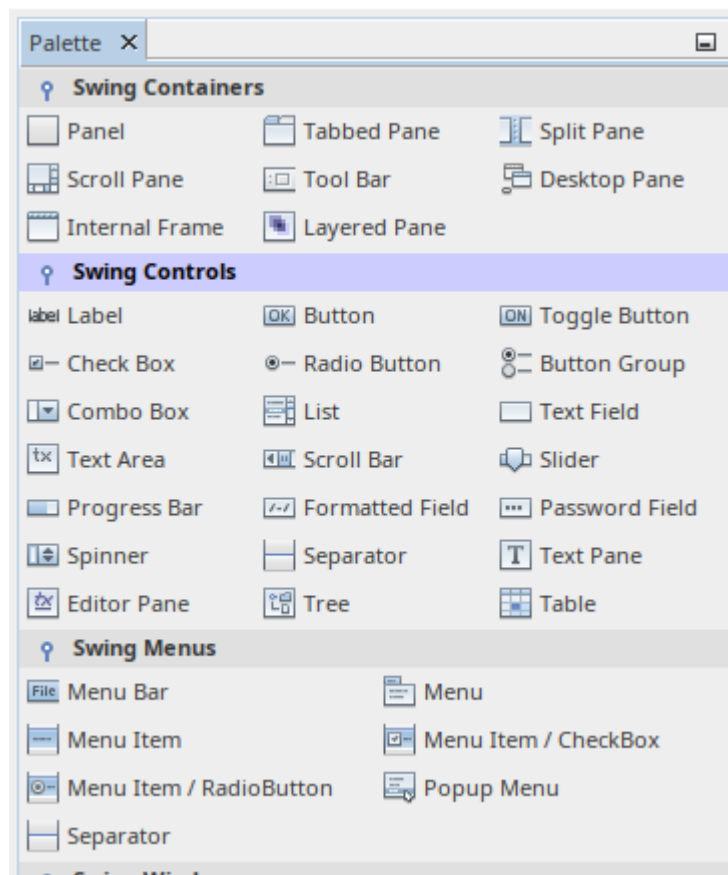 Palette
Swing Containers
Panel Tabbed Pane Split Pane
Scroll Pane Tool Bar Desktop Pane
Internal Frame Layered Pane
Swing Controls
label Label OK Button ON Toggle Button
Check Box Radio Button Button Group
Combo Box List Text Field
tx Text Area Scroll Bar Slider
Progress Bar Formatted Field Password Field
Spinner Separator T Text Pane
tx Editor Pane Tree Table
Swing Menus
File Menu Bar Menu
Menu Item Menu Item / CheckBox
Menu Item / RadioButton Popup Menu
Separator